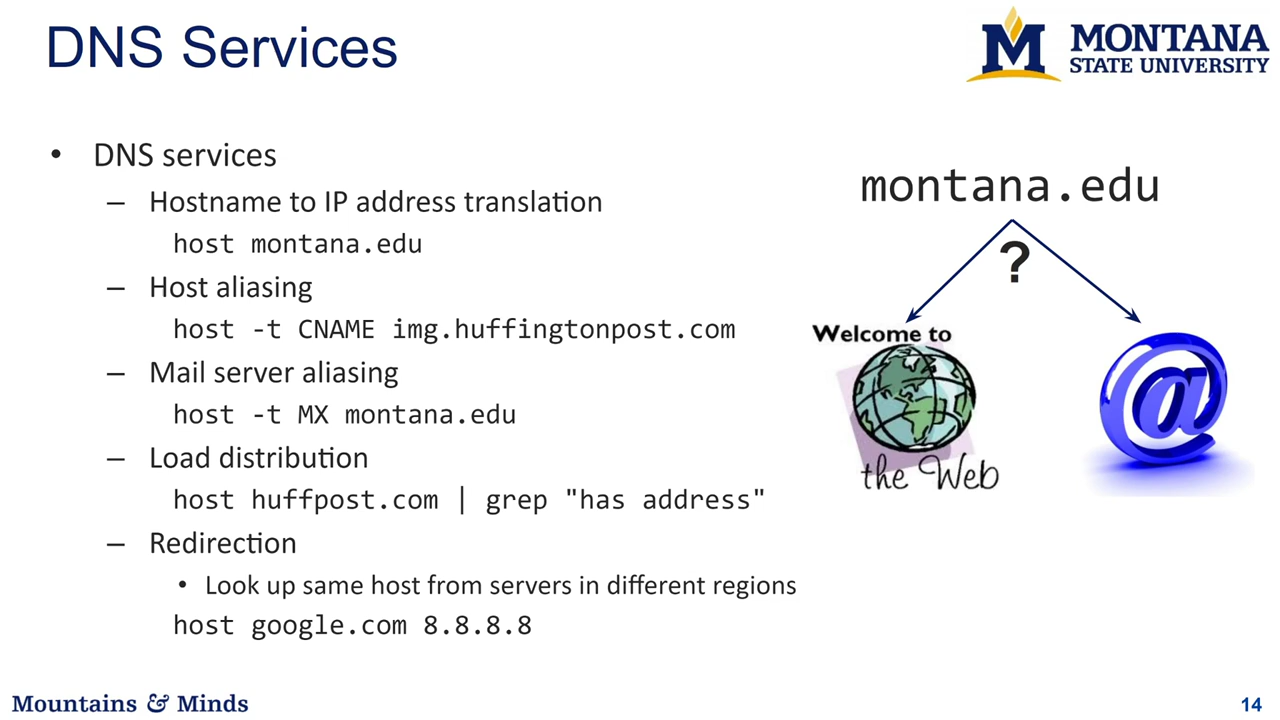 DNS Services
MONTANA
STATE UNIVERSITY
• DNS services
– Hostname to IP address translation
host montana.edu
– Host aliasing
host -t CNAME img.huffingtonpost.com
– Mail server aliasing
host -t MX montana.edu
– Load distribution
host huffpost.com | grep "has address"
– Redirection
• Look up same host from servers in different regions
host google.com 8.8.8.8
montana.edu
?
Welcome to
the Web
@
Mountains & Minds
14